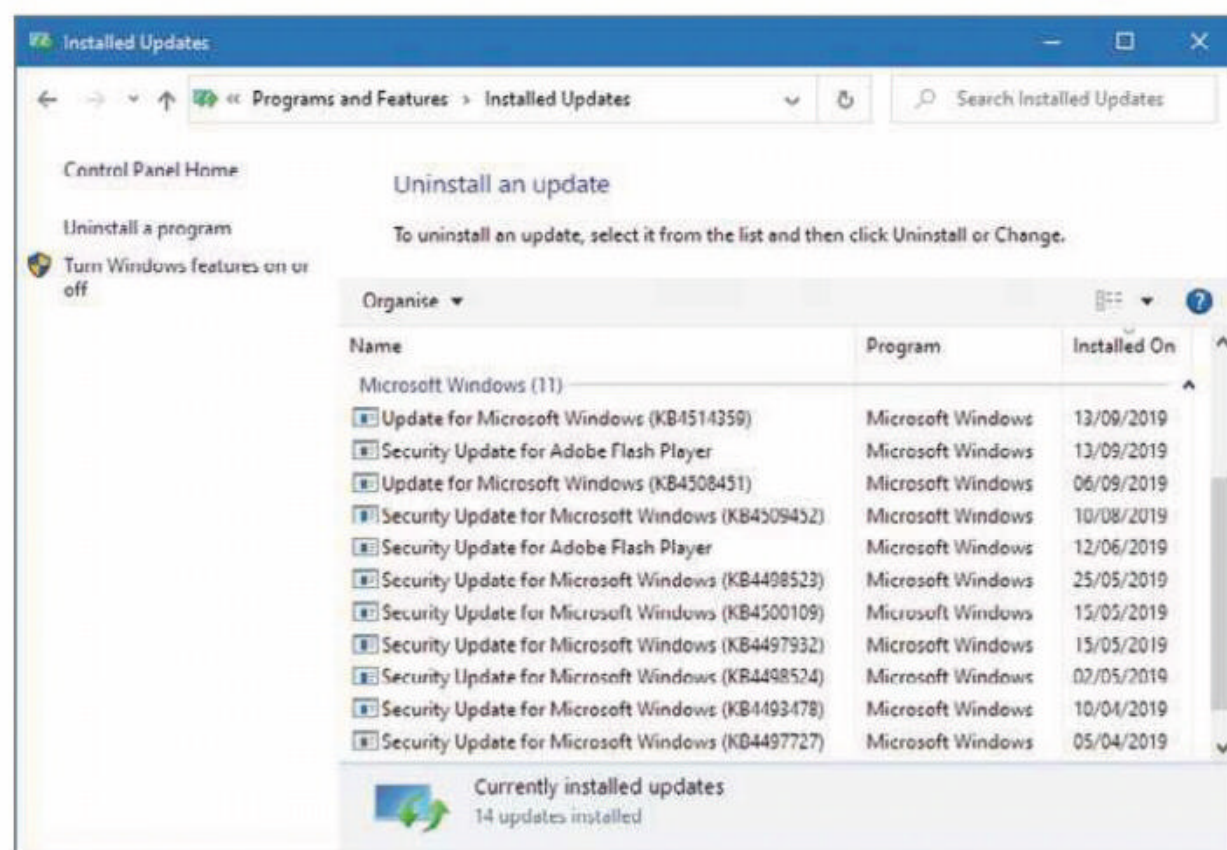 Installed Updates
Programs and Features > Installed Updates
Search Installed Updates
Control Panel Home
Uninstall a program
Turn Windows features on or
off
Uninstall an update
To uninstall an update, select it from the list and then click Uninstall or Change.
Organise
Name Program Installed On
Microsoft Windows (11)
Update for Microsoft Windows (KB4514359) Microsoft Windows 13/09/2019
Security Update for Adobe Flash Player Microsoft Windows 13/09/2019
Update for Microsoft Windows (KB4508451) Microsoft Windows 06/09/2019
Security Update for Microsoft Windows (KB4509452) Microsoft Windows 10/08/2019
Security Update for Adobe Flash Player Microsoft Windows 12/06/2019
Security Update for Microsoft Windows (KB4498523) Microsoft Windows 25/05/2019
Security Update for Microsoft Windows (KB4500109) Microsoft Windows 15/05/2019
Security Update for Microsoft Windows (KB4497932) Microsoft Windows 15/05/2019
Security Update for Microsoft Windows (KB4498524) Microsoft Windows 02/05/2019
Security Update for Microsoft Windows (KB4493478) Microsoft Windows 10/04/2019
Security Update for Microsoft Windows (KB4497727) Microsoft Windows 05/04/2019
Currently installed updates
14 updates installed